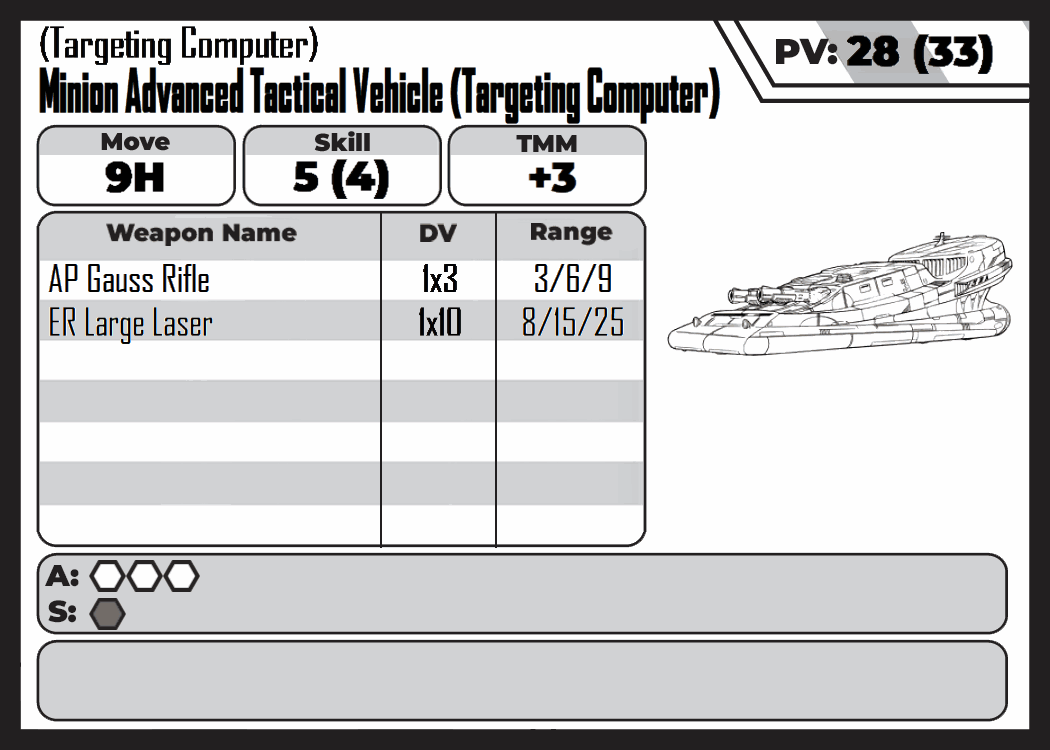 (Targeting Computer)
Minion Advanced Tactical Vehicle (Targeting Computer)
PV: 28 (33)
Move Skill TMM
9H 5 (4) +3
Weapon Name DV Range
AP Gauss Rifle 1x3 3/6/9
ER Large Laser 1x10 8/15/25
A:
S: